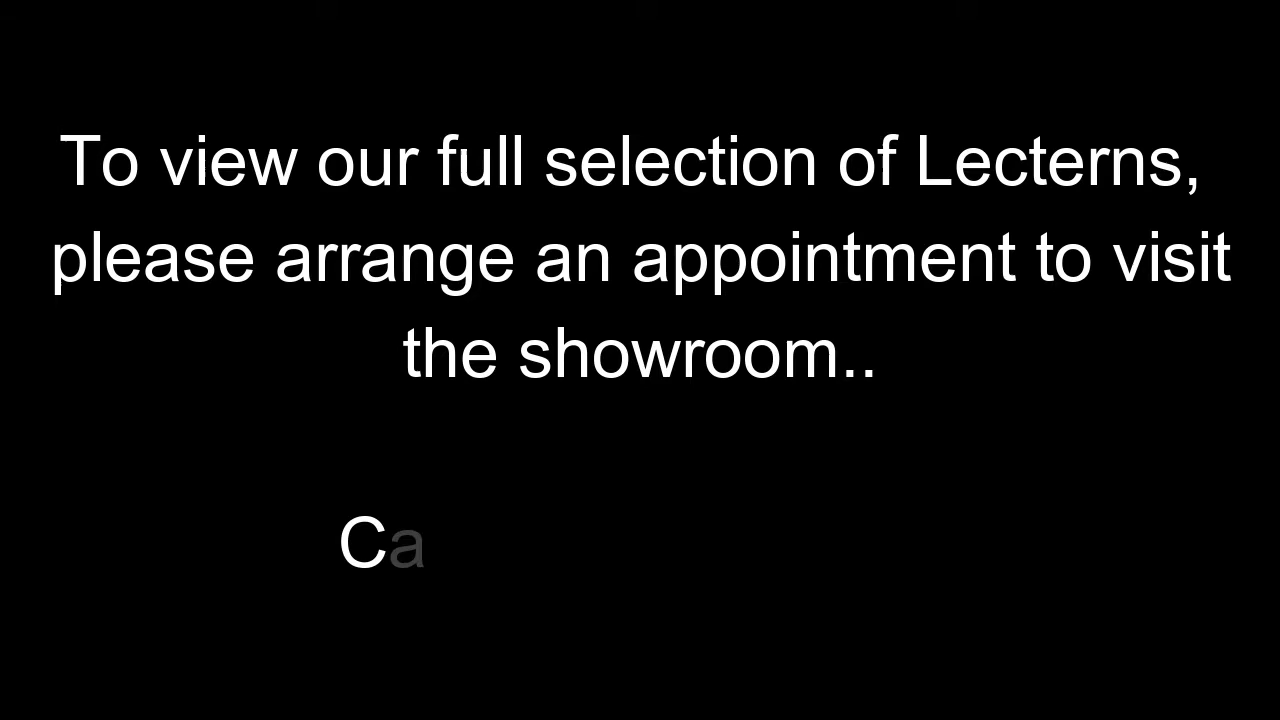 To view our full selection of Lecterns,
please arrange an appointment to visit
the showroom..
Ca